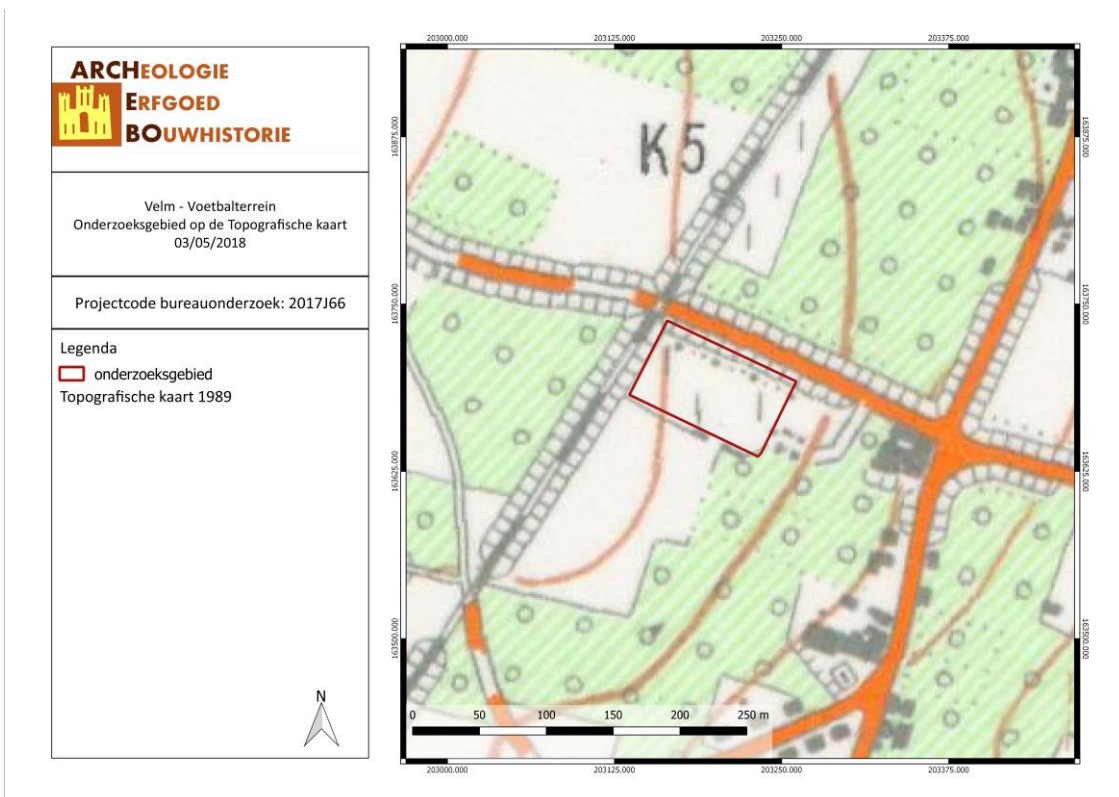 ARCHEOLOGIE
ERFGOED
BOUWHISTORIE
Velm - Voetbalterrein
Onderzoeksgebied op de Topografische kaart
03/05/2018
Projectcode bureauonderzoek: 2017J66
Legenda
onderzoeksgebied
Topografische kaart 1989
N
203000.000 203125.000 203250.000 203375.000
163875.000 163875.000
K5
163750.000 163750.000
163625.000 163625.000
163500.000 163500.000
0 50 100 150 200 250 m
203000.000 203125.000 203250.000 203375.000